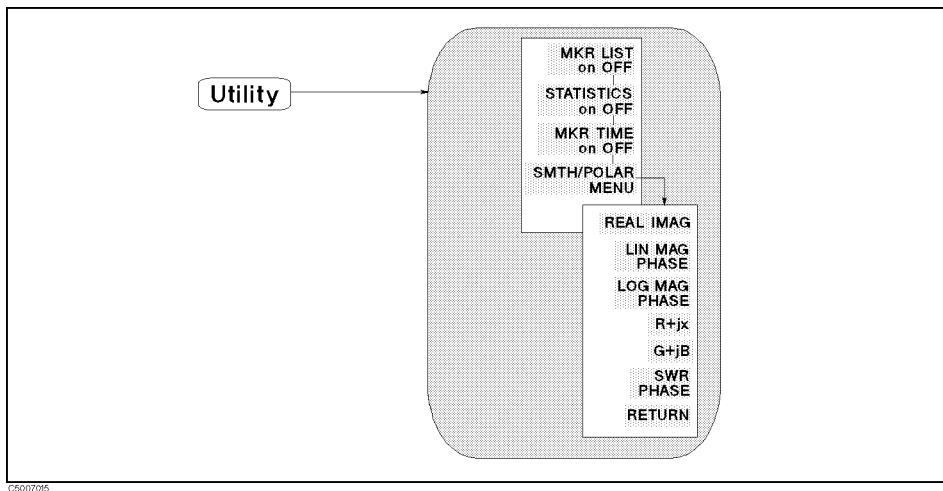 Utility
MKR LIST
on OFF
STATISTICS
on OFF
MKR TIME
on OFF
SMTH/POLAR
MENU
REAL IMAG
LIN MAG
PHASE
LOG MAG
PHASE
R+jx
G+jB
SWR
PHASE
RETURN
C5007015